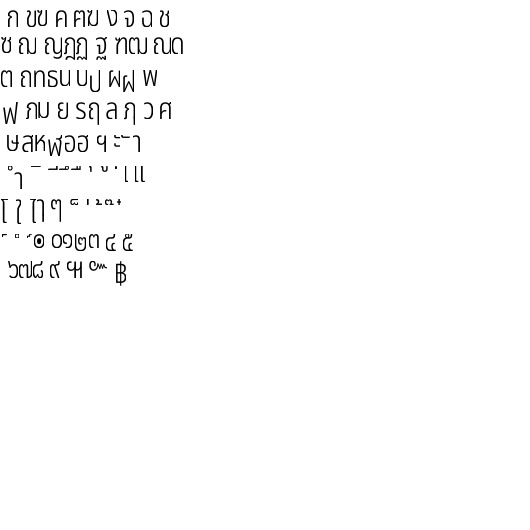 ก ขฃ ค ฅฆ ง จ ฉ ช
ซ ฌ ญฎฏ ฐ ฑฒ ณด
ต ถทธน บป ผฝ พ
ฟ ภม ย รฤ ล ฦ ว ศ
ษสหฬอฮ ฯ ะ ั า
ำ ิ ี ึ ื ุ ู ฺ เ แ
โ ใ ไๅ ๆ ็ ่ ้ ๊ ๋
์ ํ ๎๏ ๐๑๒๓ ๔ ๕
๖๗๘ ๙ ๚ ๛ ฿